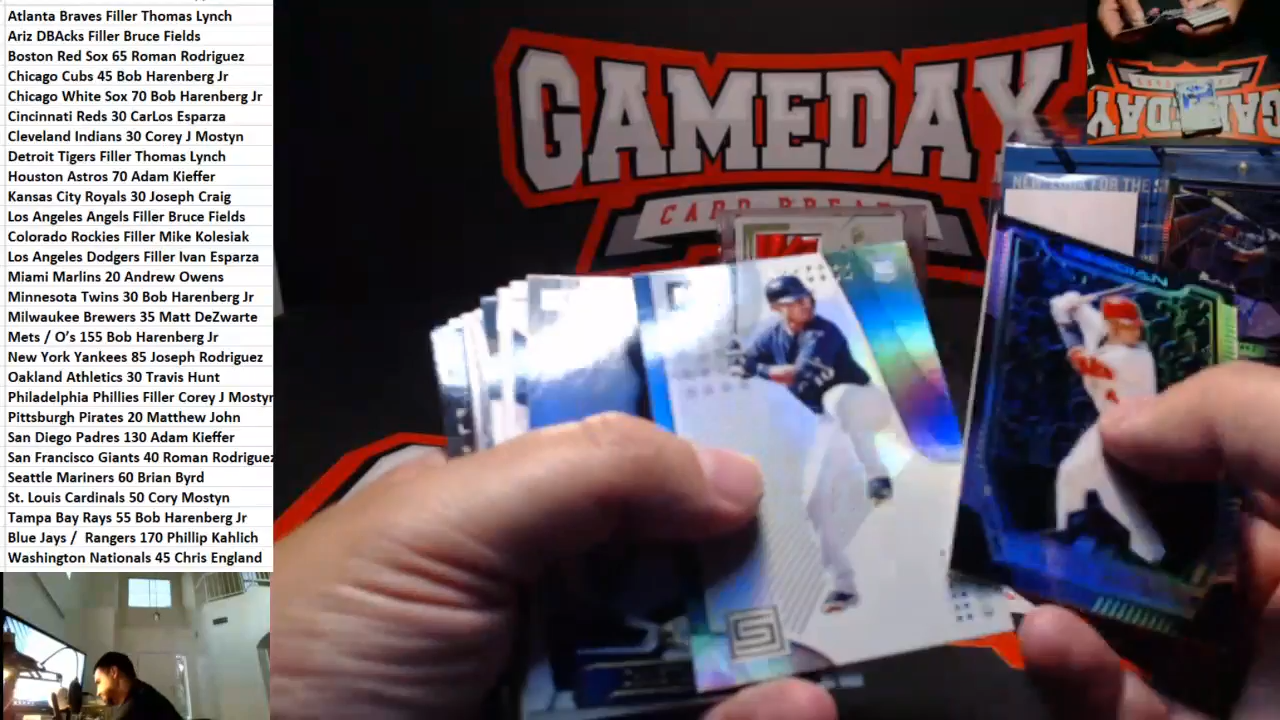 Atlanta Braves Filler Thomas Lynch
Ariz DBAcks Filler Bruce Fields
Boston Red Sox 65 Roman Rodriguez
Chicago Cubs 45 Bob Harenberg Jr
Chicago White Sox 70 Bob Harenberg Jr
Cincinnati Reds 30 CarLos Esparza
Cleveland Indians 30 Corey J Mostyn
Detroit Tigers Filler Thomas Lynch
Houston Astros 70 Adam Kieffer
Kansas City Royals 30 Joseph Craig
Los Angeles Angels Filler Bruce Fields
Colorado Rockies Filler Mike Kolesiak
Los Angeles Dodgers Filler Ivan Esparza
Miami Marlins 20 Andrew Owens
Minnesota Twins 30 Bob Harenberg Jr
Milwaukee Brewers 35 Matt DeZwarte
Mets / O's 155 Bob Harenberg Jr
New York Yankees 85 Joseph Rodriguez
Oakland Athletics 30 Travis Hunt
Philadelphia Phillies Filler Corey J Mostyn
Pittsburgh Pirates 20 Matthew John
San Diego Padres 130 Adam Kieffer
San Francisco Giants 40 Roman Rodriguez
Seattle Mariners 60 Brian Byrd
St. Louis Cardinals 50 Cory Mostyn
Tampa Bay Rays 55 Bob Harenberg Jr
Blue Jays / Rangers 170 Phillip Kahlich
Washington Nationals 45 Chris England
GAMEDAY
CARD BREA
NEW LOOK FOR THE
S
GAMEDAY